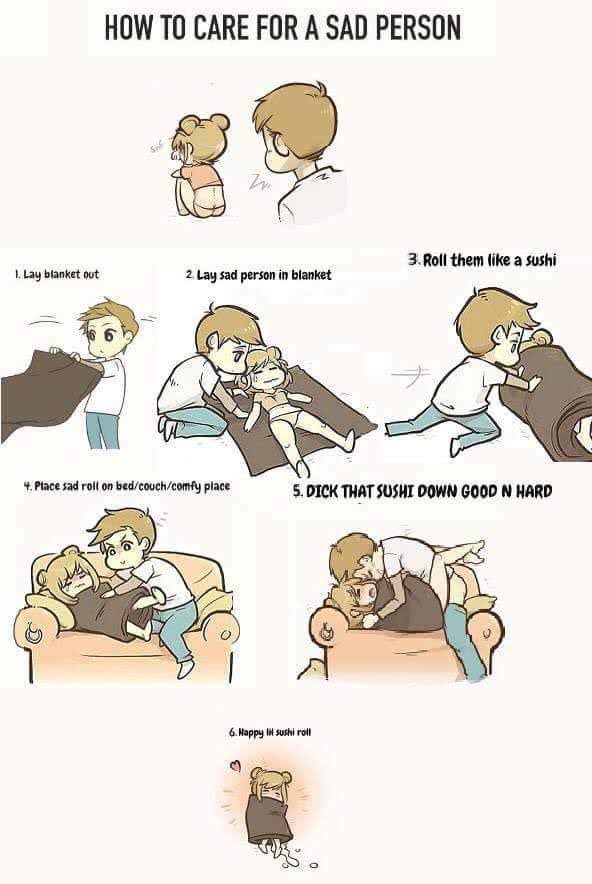 HOW TO CARE FOR A SAD PERSON
1. Lay blanket out
2. Lay sad person in blanket
3. Roll them like a sushi
4. Place sad roll on bed/couch/comfy place
5. DICK THAT SUSHI DOWN GOOD N HARD
6. Happy lil sushi roll